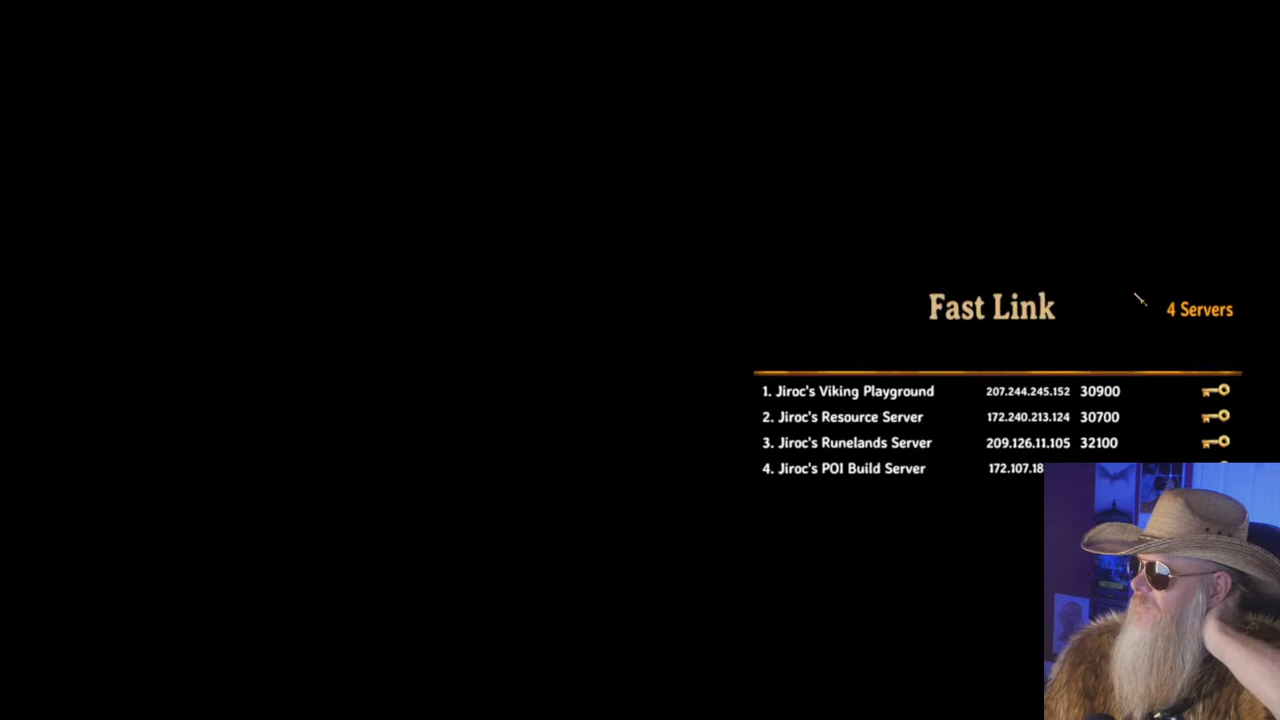 Fast Link
4 Servers
1. Jiroc's Viking Playground 207.244.245.152 30900
2. Jiroc's Resource Server 172.240.213.124 30700
3. Jiroc's Runelands Server 209.126.11.105 32100
4. Jiroc's POI Build Server 172.107.18